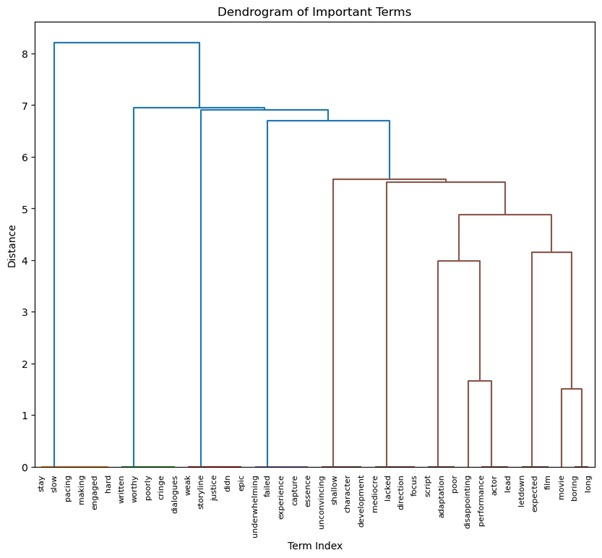 Dendrogram of Important Terms
8
7
6
5
4
3
2
1
0
Distance
stay
slow
pacing
making
engaged
hard
written
worthy
poorly
cringe
dialogues
weak
storyline
justice
didn
epic
underwhelming
failed
experience
capture
essence
unconvincing
shallow
character
development
mediocre
lacked
direction
focus
script
adaptation
poor
disappointing
performance
actor
lead
letdown
expected
film
movie
boring
long
Term Index